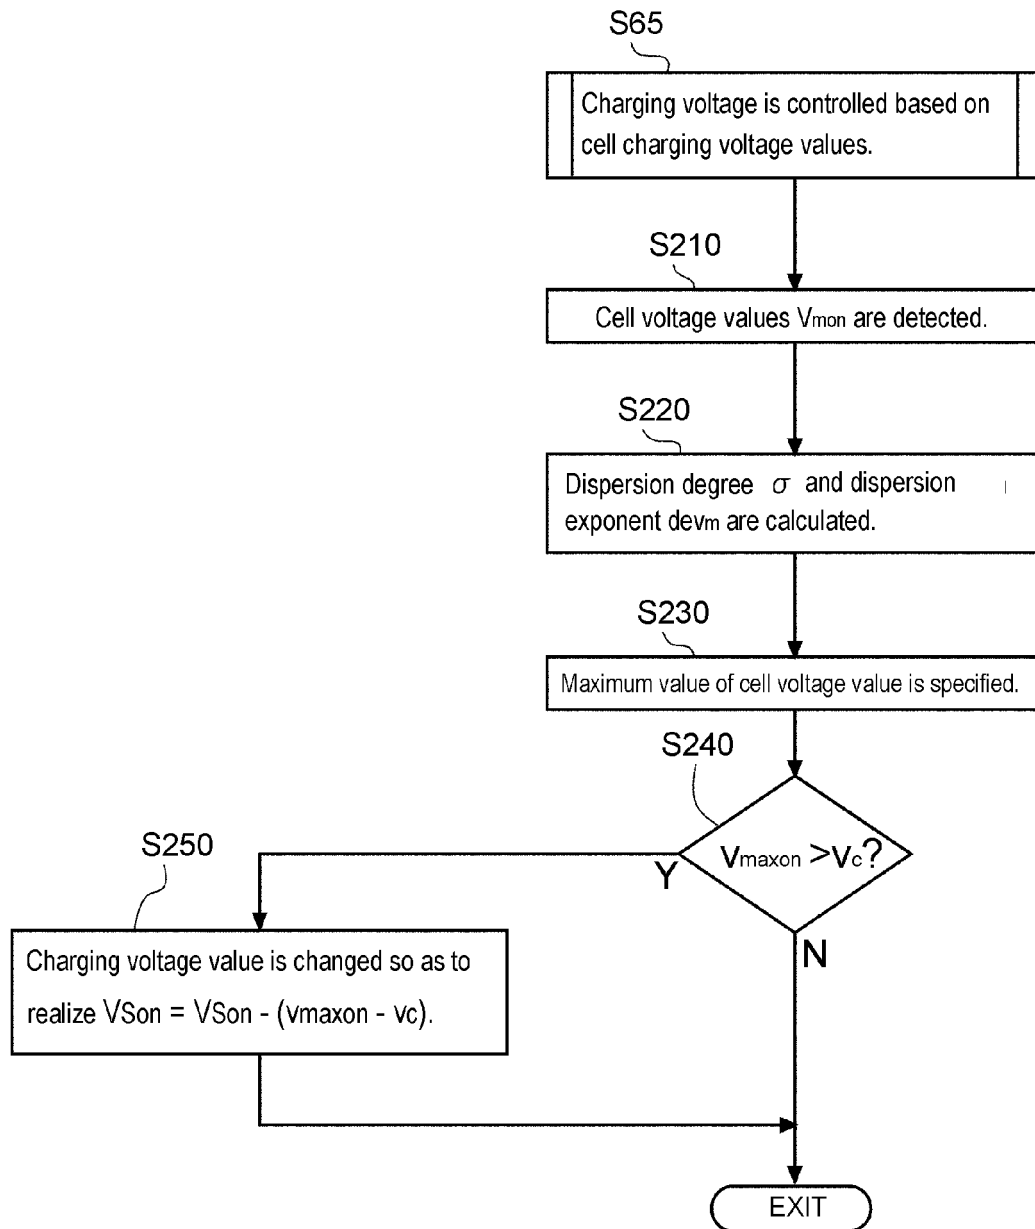 S65
Charging voltage is controlled based on
cell charging voltage values.
S210
Cell voltage values Vmon are detected.
S220
Dispersion degree σ and dispersion
exponent devm are calculated.
S230
Maximum value of cell voltage value is specified.
S240
Vmaxon >Vc?
Y
N
S250
Charging voltage value is changed so as to
realize VSon = VSon - (vmaxon - vc).
EXIT